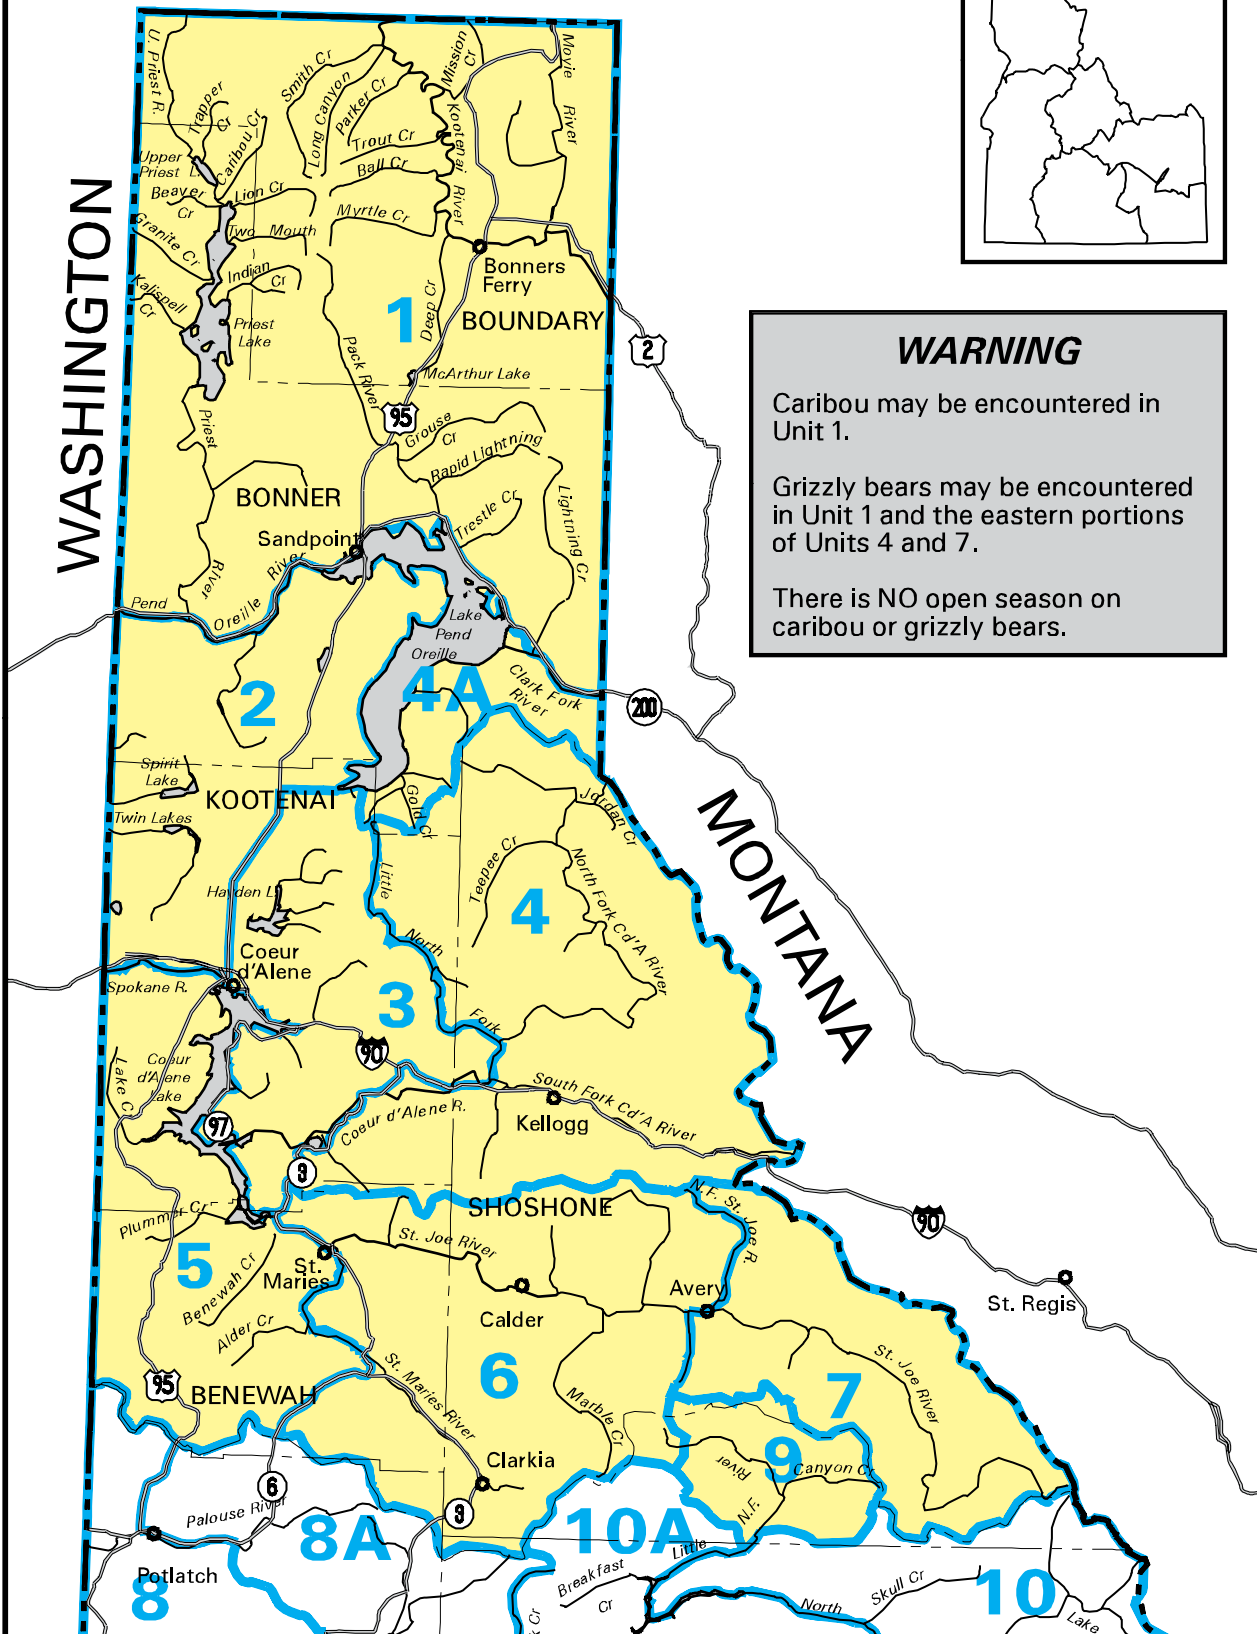 U. Priest R.
Trapper
Cr
Smith Cr
Long Canyon
Parker Cr
Mission
Cr
Moyie
River
Caribou Cr
Trout Cr
Ball Cr
Kootenai
River
Upper
Priest L.
Beaver
Cr
Lion Cr
Granite Cr
Two Mouth
Myrtle Cr
Indian
Cr
Kalispell
Cr
Priest
Lake
Bonners
Ferry
Deep Cr
1
BOUNDARY
2
WASHINGTON
Pack River
McArthur Lake
95
Grouse
Cr
Priest
River
Rapid Lightning
BONNER
Sandpoint
Trestle Cr
Lightning Cr
Pend
Oreille
River
Lake
Pend
Oreille
4A
Clark Fork
River
200
2
WARNING
Caribou may be encountered in
Unit 1.
Grizzly bears may be encountered
in Unit 1 and the eastern portions
of Units 4 and 7.
There is NO open season on
caribou or grizzly bears.
Spirit
Lake
KOOTENAI
Twin Lakes
Gold Cr
Jordan Cr
MONTANA
Little
North
Fork
Teepee Cr
North Fork Cd'A River
4
Hayden L.
Coeur
d'Alene
Spokane R.
3
90
Coeur
d'Alene
Lake
Lake C
97
Coeur d'Alene R.
South Fork Cd'A River
Kellogg
3
SHOSHONE
N.F. St. Joe R.
90
Plummer Cr
St. Joe River
5
Benewah Cr
St.
Maries
Alder Cr
Calder
Avery
St. Regis
95
BENEWAH
St. Maries River
6
Marble Cr
7
St. Joe River
9
River
Canyon Cr
N.F.
Clarkia
6
3
Palouse River
8A
10A
Little
Potlatch
8
Breakfast
Cr
Skull Cr
10
North
Lake
Cr